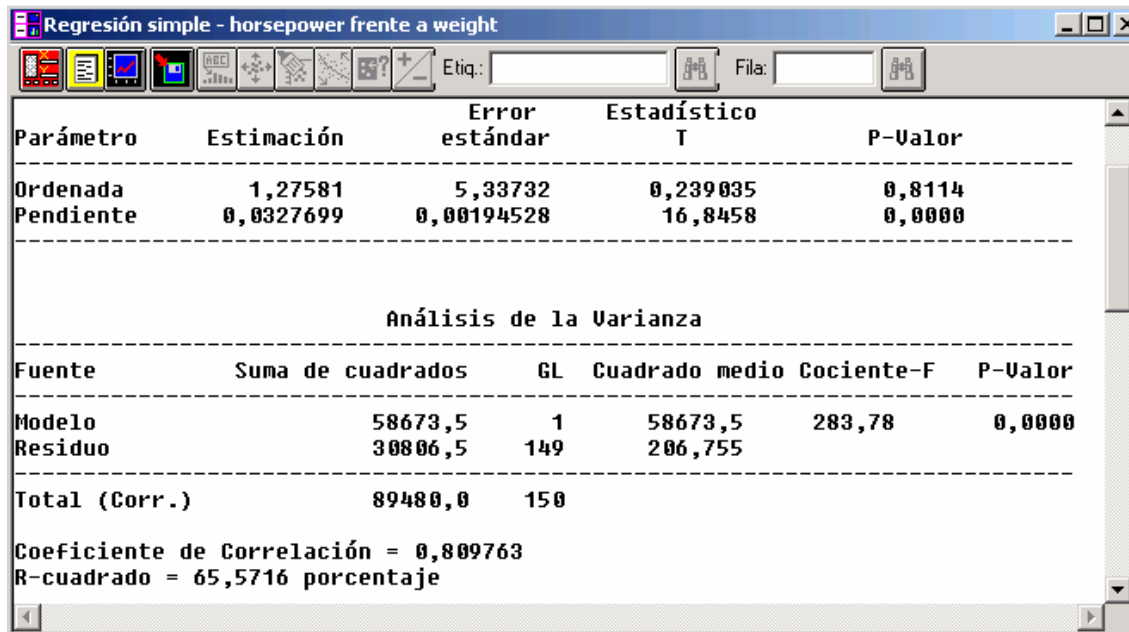 Regresión simple - horsepower frente a weight
Etiq.: Fila:
Error Estadístico
Parámetro Estimación estándar T P-Valor
Ordenada 1,27581 5,33732 0,239035 0,8114
Pendiente 0,0327699 0,00194528 16,8458 0,0000
Análisis de la Varianza
Fuente Suma de cuadrados GL Cuadrado medio Cociente-F P-Valor
Modelo 58673,5 1 58673,5 283,78 0,0000
Residuo 30806,5 149 206,755
Total (Corr.) 89480,0 150
Coeficiente de Correlación = 0,809763
R-cuadrado = 65,5716 porcentaje